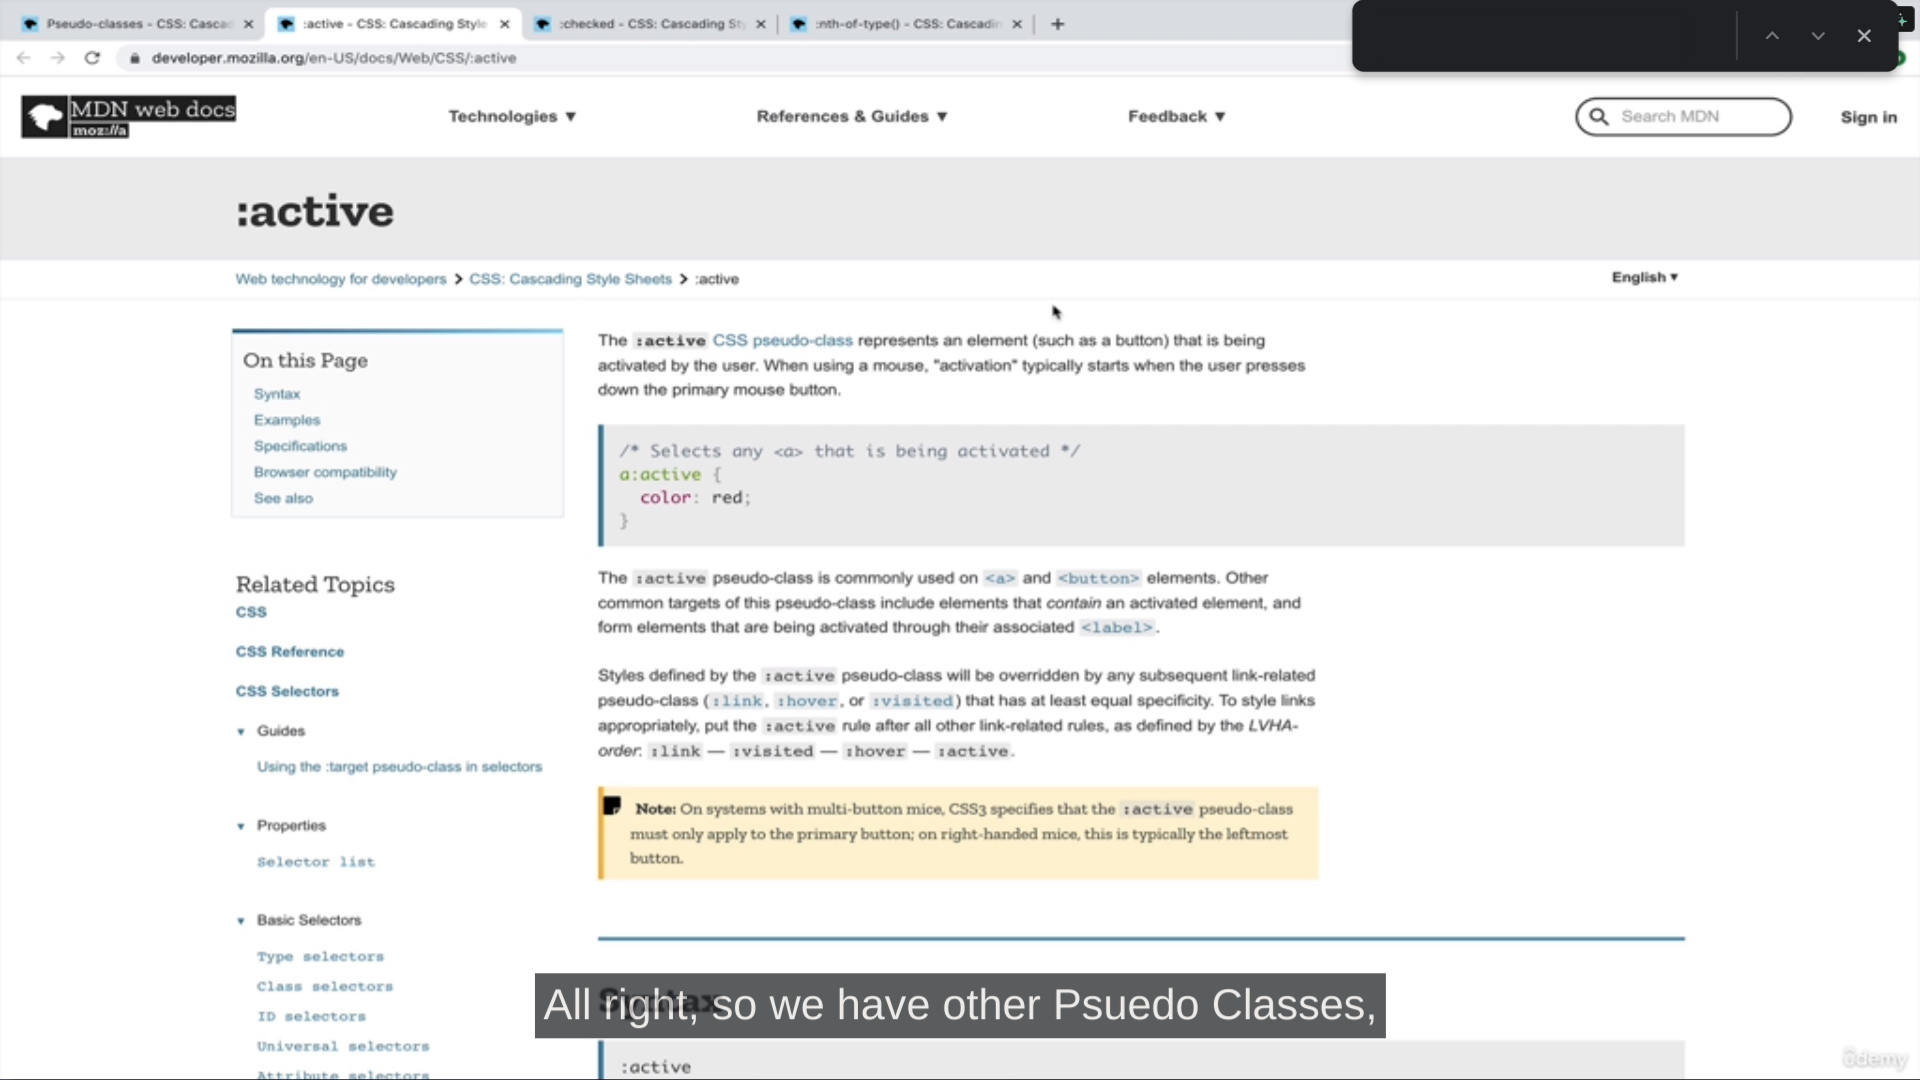 Pseudo-classes - CSS: Cascad
:active - CSS: Cascading Style
:checked - CSS: Cascading St
:nth-of-type() - CSS: Cascadin
developer.mozilla.org/en-US/docs/Web/CSS/:active
MDN web docs
moz://a
Technologies ▼
References & Guides ▼
Feedback ▼
Search MDN
Sign in
:active
Web technology for developers > CSS: Cascading Style Sheets > :active
English ▼
On this Page
Syntax
Examples
Specifications
Browser compatibility
See also
Related Topics
CSS
CSS Reference
CSS Selectors
Guides
Using the :target pseudo-class in selectors
Properties
Selector list
Basic Selectors
Type selectors
Class selectors
ID selectors
Universal selectors
Attribute selectors
The :active CSS pseudo-class represents an element (such as a button) that is being
activated by the user. When using a mouse, "activation" typically starts when the user presses
down the primary mouse button.
/* Selects any <a> that is being activated */
a:active {
color: red;
}
The :active pseudo-class is commonly used on <a> and <button> elements. Other
common targets of this pseudo-class include elements that contain an activated element, and
form elements that are being activated through their associated <label>.
Styles defined by the :active pseudo-class will be overridden by any subsequent link-related
pseudo-class (:link, :hover, or :visited) that has at least equal specificity. To style links
appropriately, put the :active rule after all other link-related rules, as defined by the LVHA-
order: :link — :visited — :hover — :active.
Note: On systems with multi-button mice, CSS3 specifies that the :active pseudo-class
must only apply to the primary button; on right-handed mice, this is typically the leftmost
button.
Syntax
All right, so we have other Psuedo Classes,
:active
ûdemy